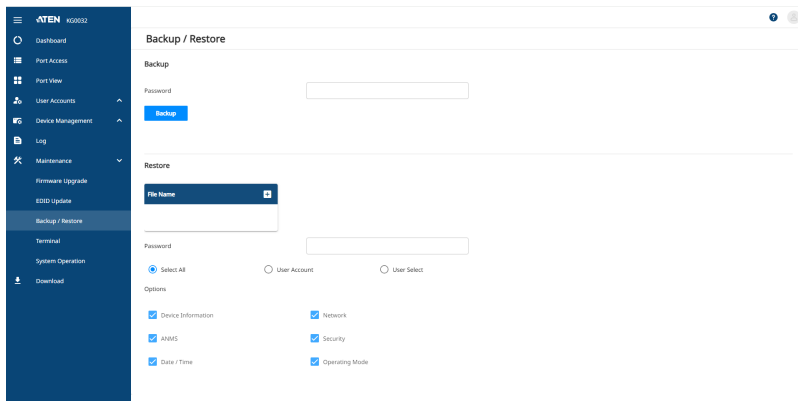 ATEN KG0032
Dashboard
Port Access
Port View
User Accounts
Device Management
Log
Maintenance
Firmware Upgrade
EDID Update
Backup / Restore
Terminal
System Operation
Download
?
Backup / Restore
Backup
Password
Backup
Restore
File Name
Password
Select All User Account User Select
Options
Device Information Network
ANMS Security
Date / Time Operating Mode